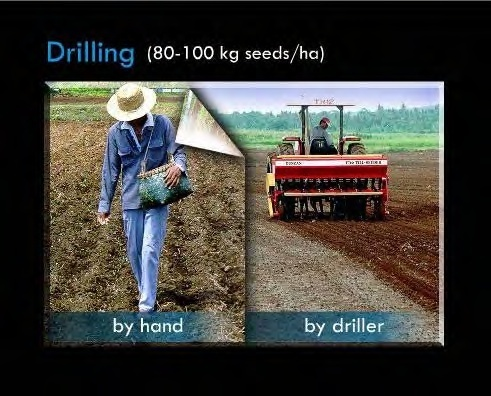 Drilling (80-100 kg seeds/ha)
by hand
by driller